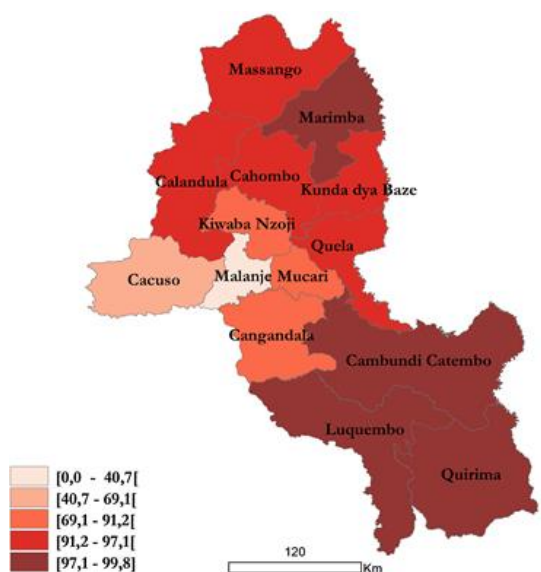 Massango
Marimba
Cahombo
Calandula
Kunda dya Baze
Kiwaba Nzoji
Quela
Cacuso
Malanje
Mucari
Cangandala
Cambundi Catembo
Luquembo
Quirima
[0,0 - 40,7[
[40,7 - 69,1[
[69,1 - 91,2[
[91,2 - 97,1[
[97,1 - 99,8]
120
Km